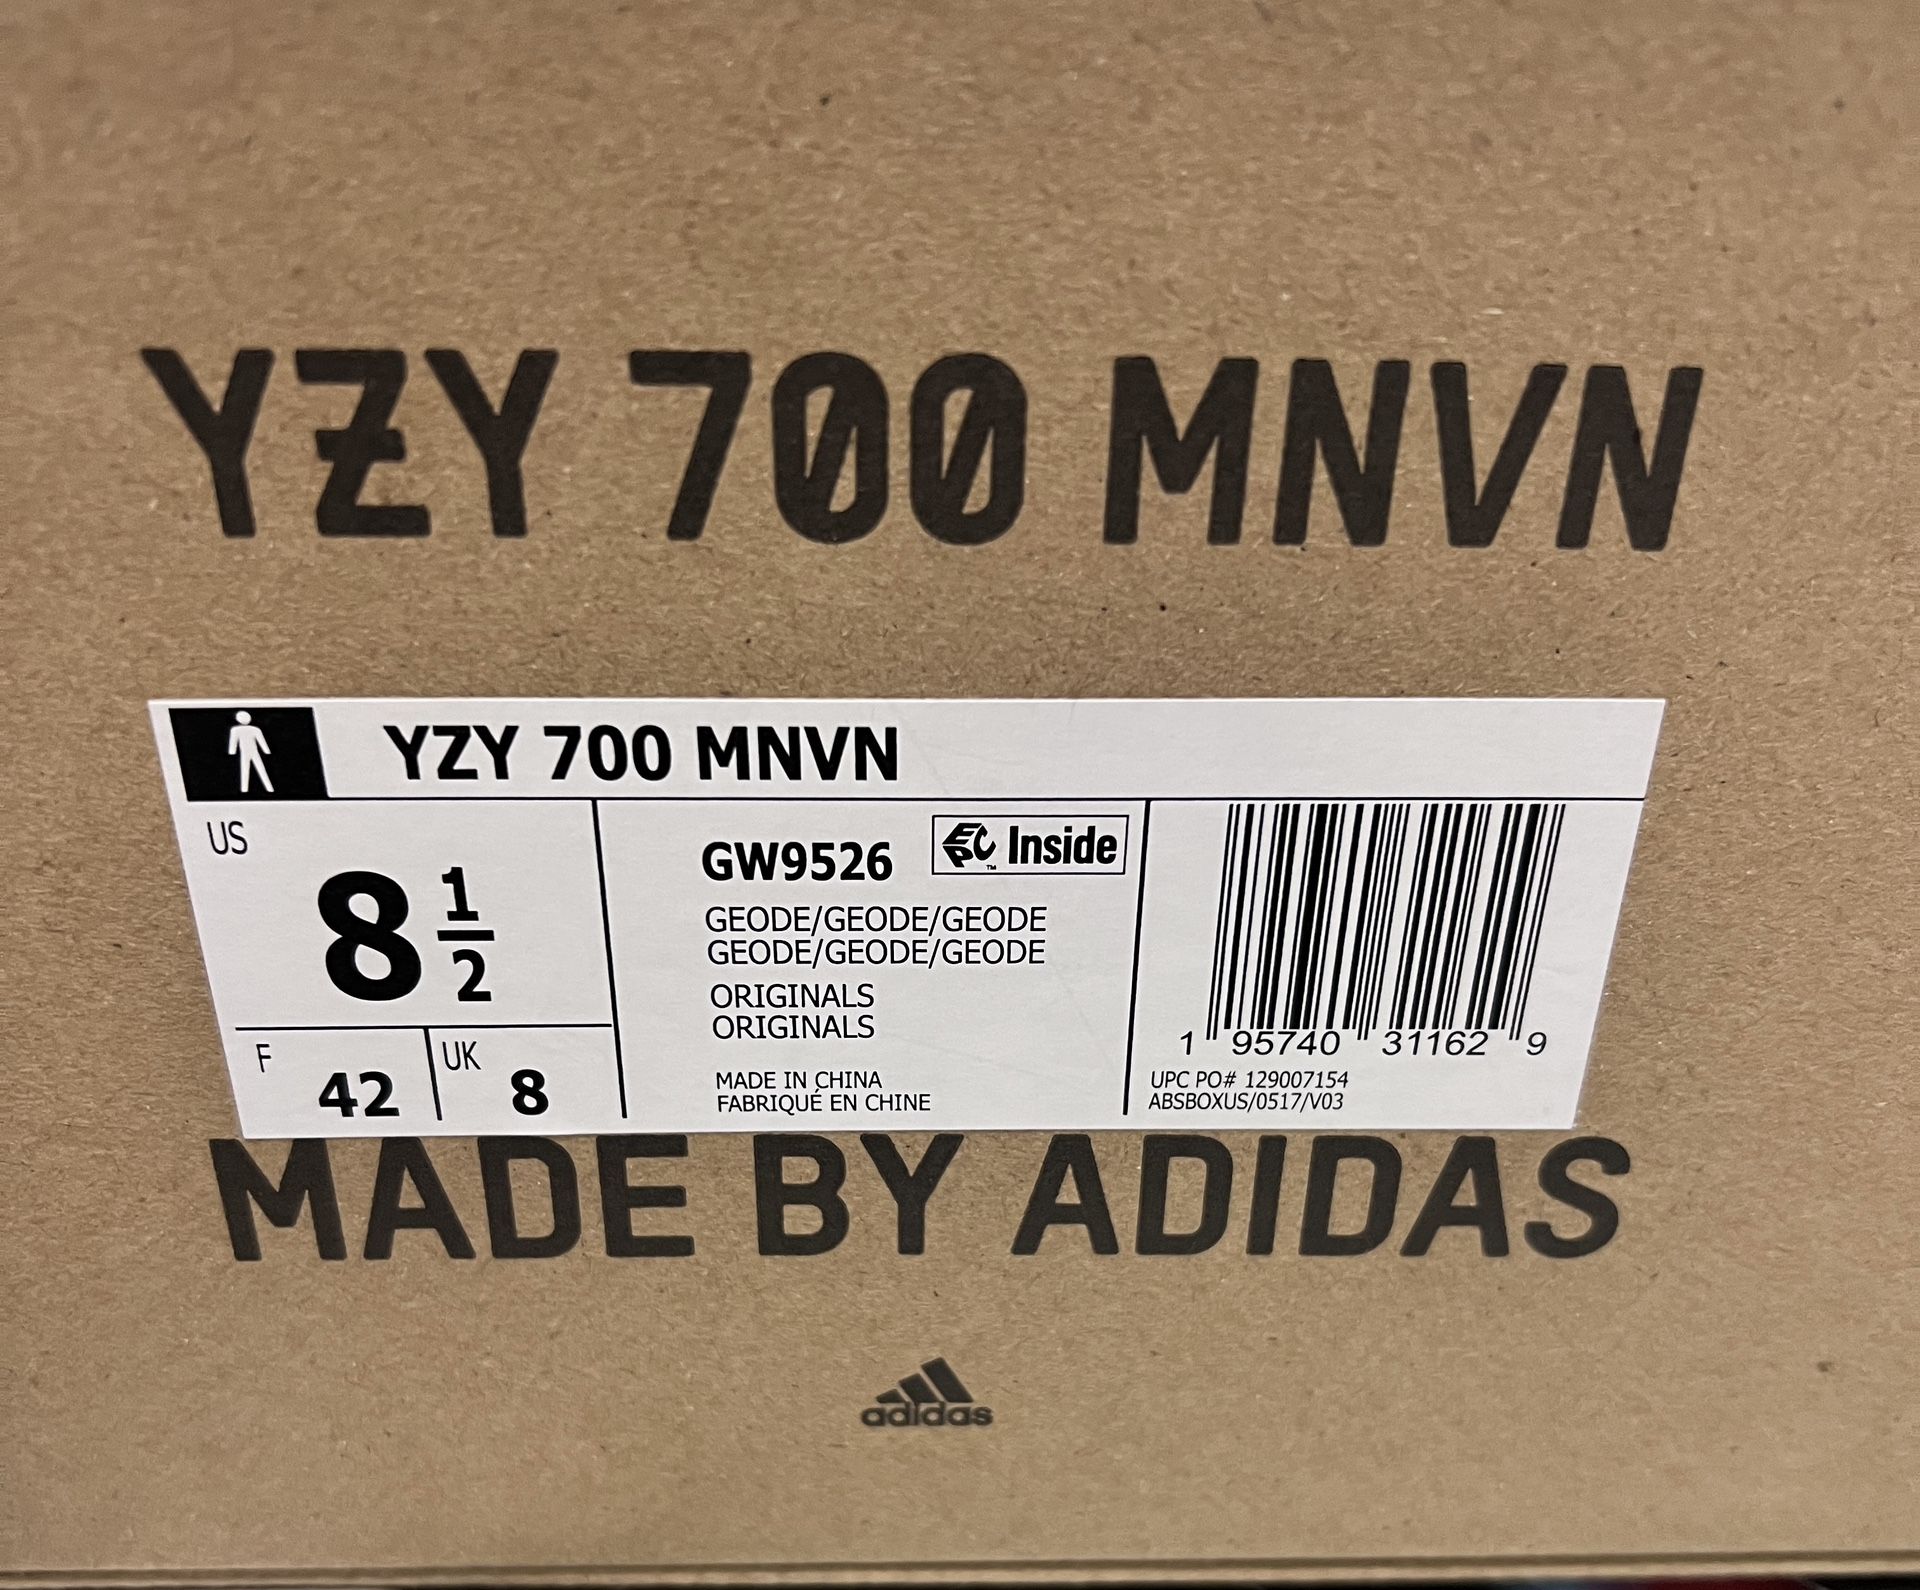 YZY 700 MNVN
YZY 700 MNVN
US
8 1/2
F
42
UK
8
GW9526
EPC™ Inside
GEODE/GEODE/GEODE
GEODE/GEODE/GEODE
ORIGINALS
ORIGINALS
MADE IN CHINA
FABRIQUÉ EN CHINE
1 95740 31162 9
UPC PO# 129007154
ABSBOXUS/0517/V03
MADE BY ADIDAS
adidas